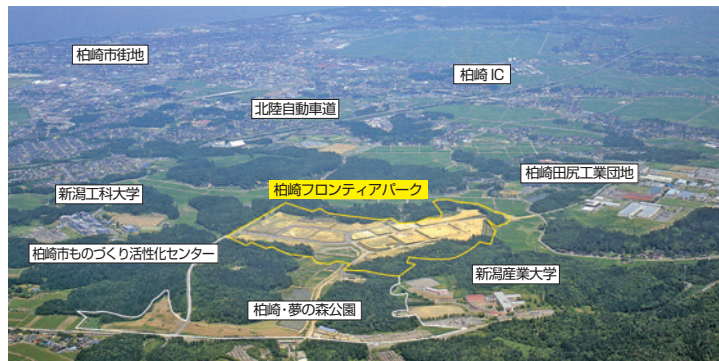 柏崎市街地
柏崎 IC
北陸自動車道
柏崎田尻工業団地
新潟工科大学
柏崎フロンティアパーク
柏崎市ものづくり活性化センター
新潟産業大学
柏崎・夢の森公園